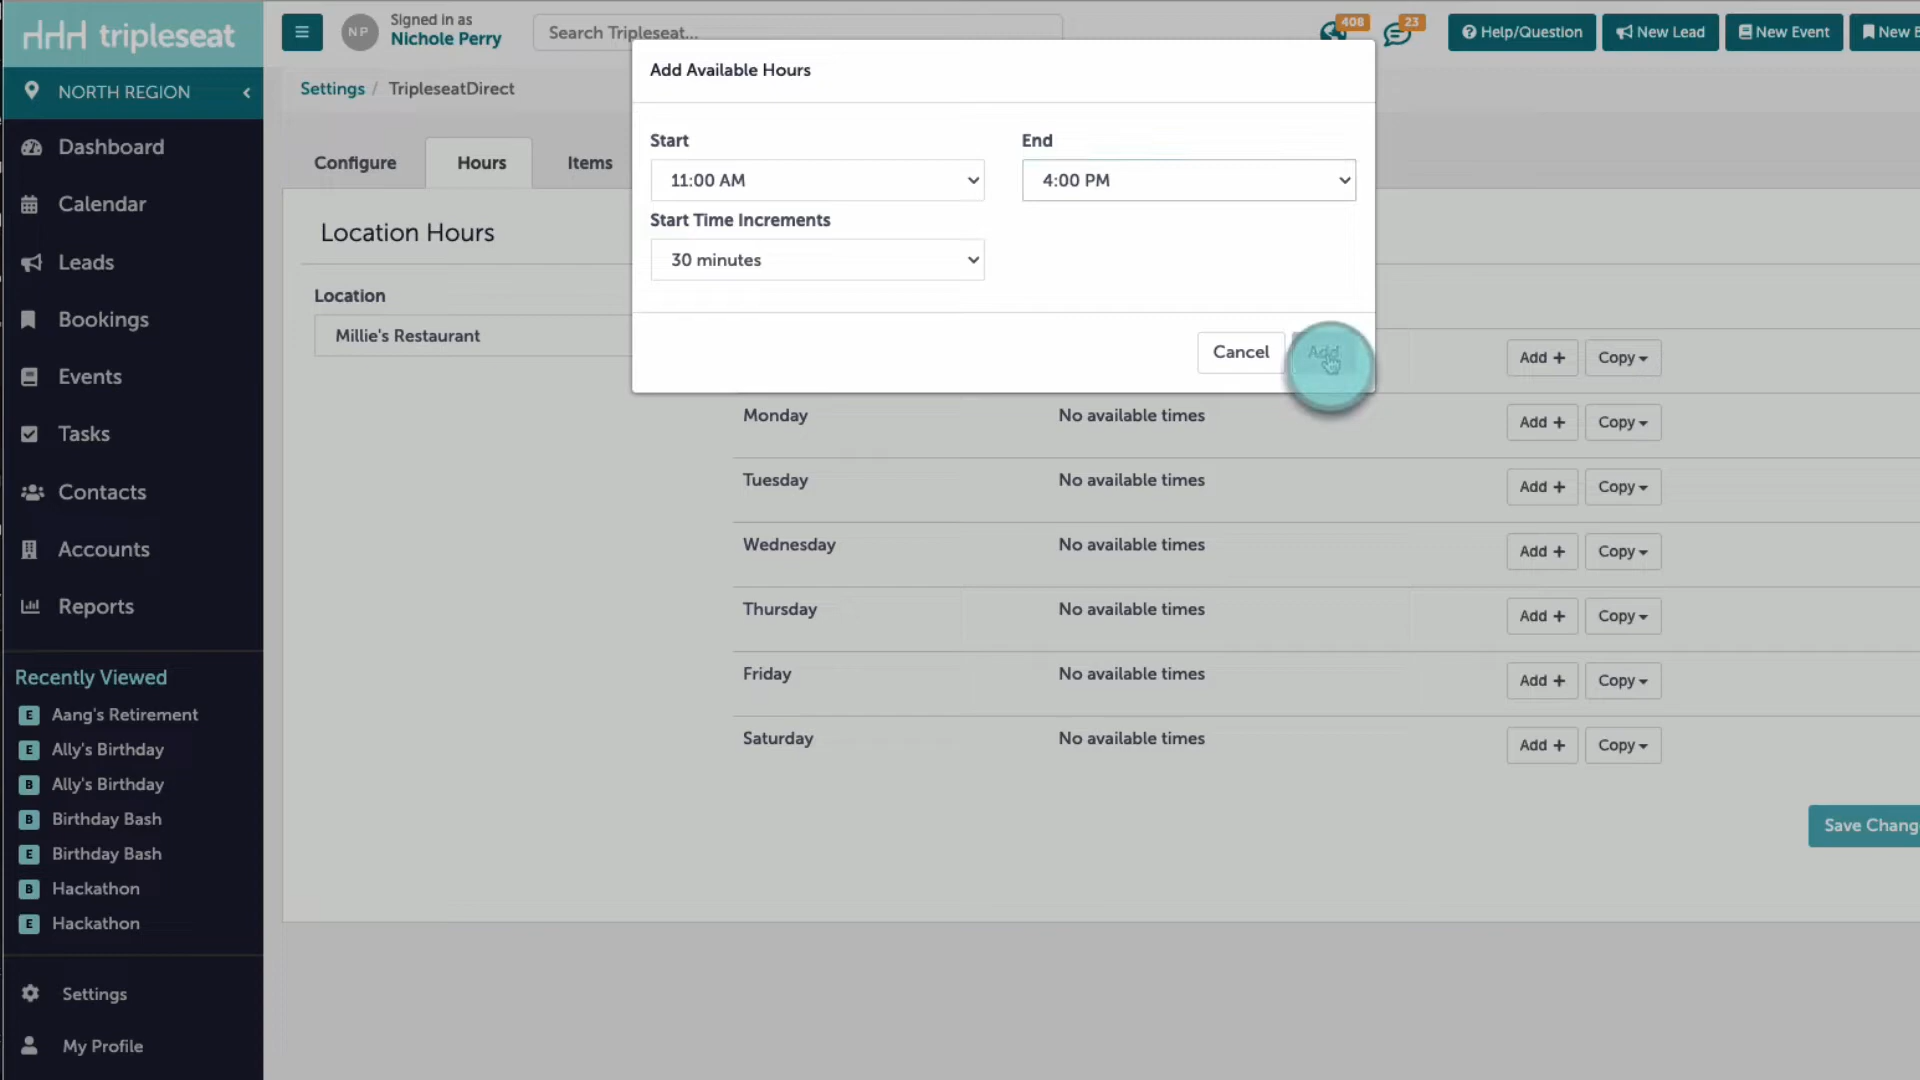 tripleseat
NP
Signed in as
Nichole Perry
Search Tripleseat...
408
23
Help/Question
New Lead
New Event
New
NORTH REGION
Dashboard
Calendar
Leads
Bookings
Events
Tasks
Contacts
Accounts
Reports
Recently Viewed
E Aang's Retirement
E Ally's Birthday
B Ally's Birthday
B Birthday Bash
E Birthday Bash
B Hackathon
E Hackathon
Settings
My Profile
Settings / TripleseatDirect
Configure Hours Items
Location Hours
Location
Millie's Restaurant
Add Available Hours
Start End
11:00 AM 4:00 PM
Start Time Increments
30 minutes
Cancel Add
Add + Copy
Monday No available times Add + Copy
Tuesday No available times Add + Copy
Wednesday No available times Add + Copy
Thursday No available times Add + Copy
Friday No available times Add + Copy
Saturday No available times Add + Copy
Save Chang